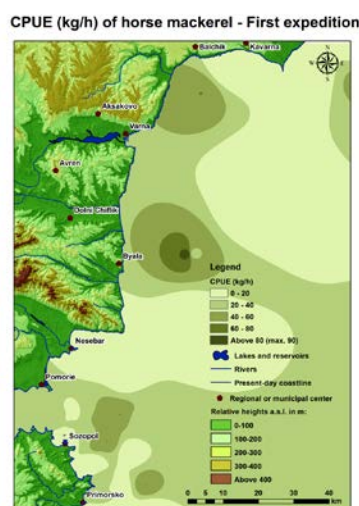 CPUE (kg/h) of horse mackerel - First expedition
Balchik
Kavarna
N
Aksakovo
Varna
Avren
Dolni Chiflik
Byala
Nesebar
Pomorie
Sozopol
Primorsko
Legend
CPUE (kg/h)
0 - 20
20 - 40
40 - 60
60 - 80
Above 80 (max. 90)
Lakes and reservoirs
Rivers
Present-day coastline
Regional or municipal center
Relative heights a.s.l. in m:
0-100
100-200
200-300
300-400
Above 400
0 5 10 20 30 40
km